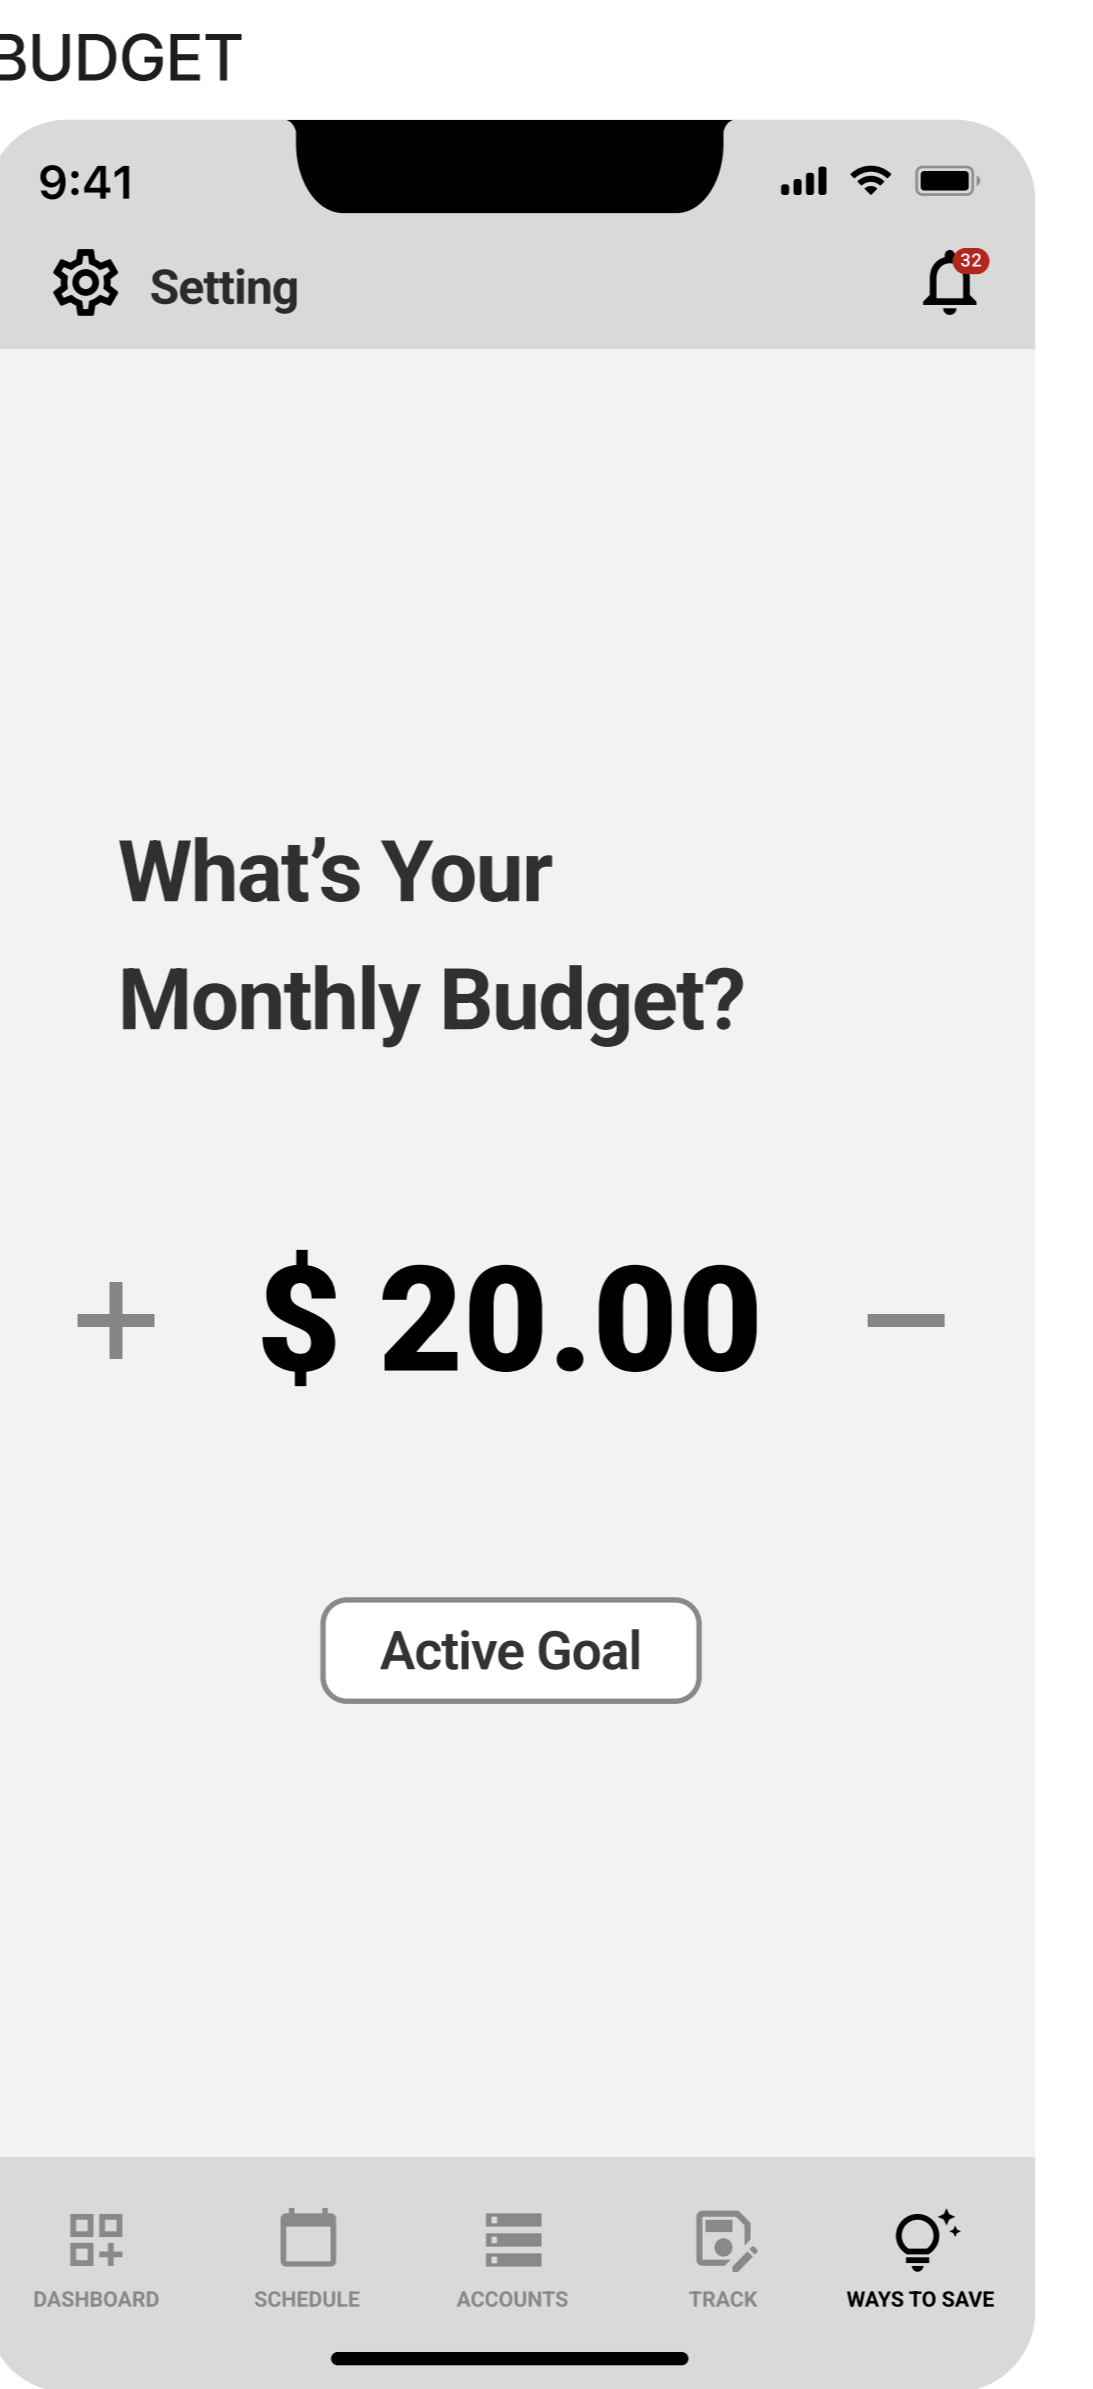 BUDGET
9:41
Setting
32
What’s Your
Monthly Budget?
+ $ 20.00 −
Active Goal
DASHBOARD SCHEDULE ACCOUNTS TRACK WAYS TO SAVE